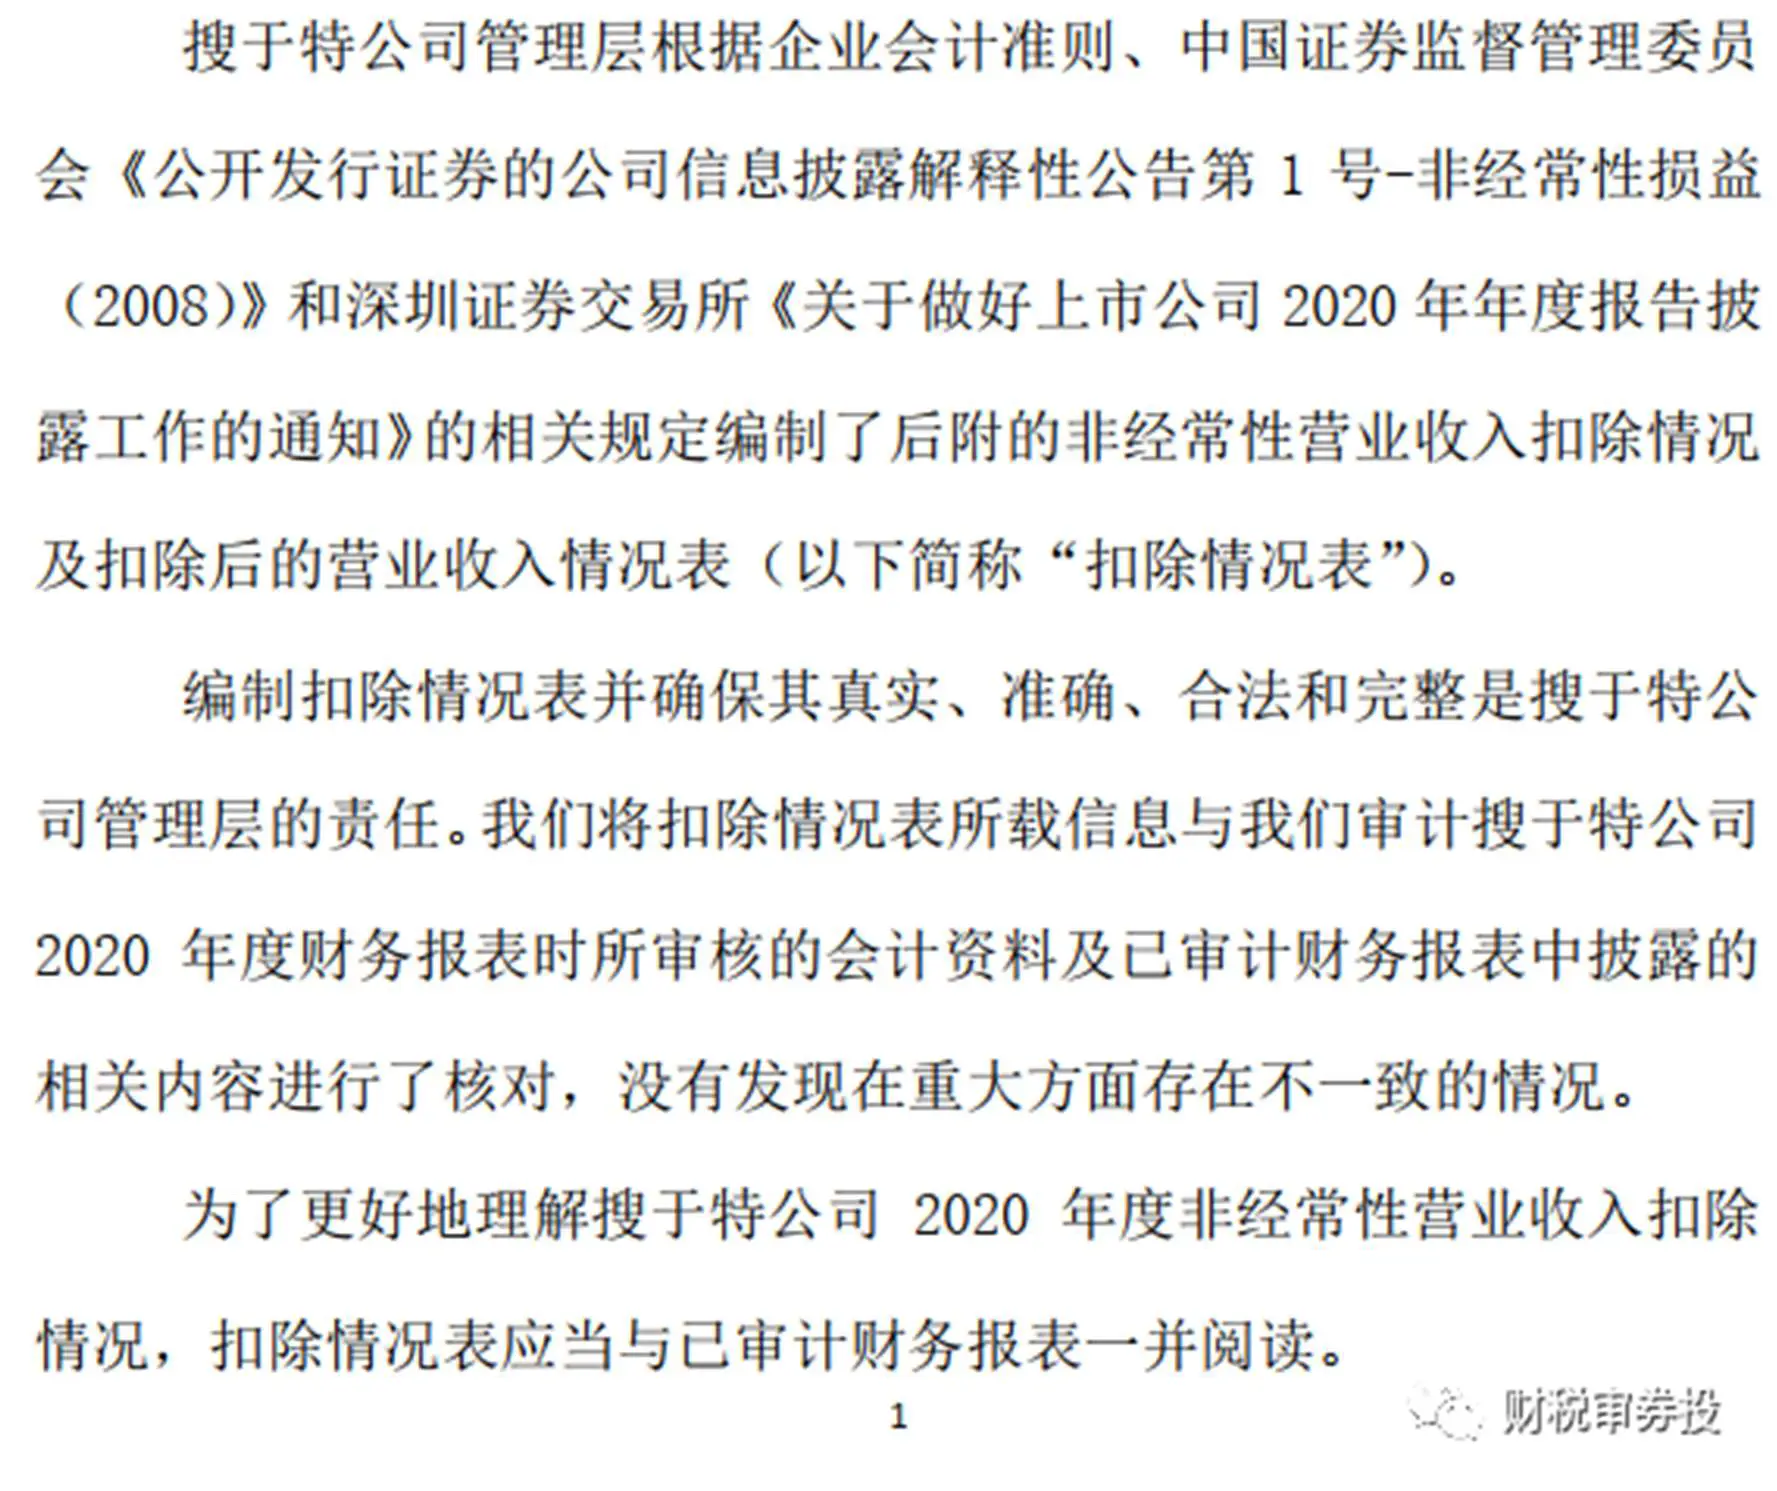 搜于特公司管理层根据企业会计准则、中国证券监督管理委员
会《公开发行证券的公司信息披露解释性公告第 1 号-非经常性损益
（2008）》和深圳证券交易所《关于做好上市公司 2020 年年度报告披
露工作的通知》的相关规定编制了后附的非经常性营业收入扣除情况
及扣除后的营业收入情况表（以下简称“扣除情况表”）。
编制扣除情况表并确保其真实、准确、合法和完整是搜于特公
司管理层的责任。我们将扣除情况表所载信息与我们审计搜于特公司
2020 年度财务报表时所审核的会计资料及已审计财务报表中披露的
相关内容进行了核对，没有发现在重大方面存在不一致的情况。
为了更好地理解搜于特公司 2020 年度非经常性营业收入扣除
情况，扣除情况表应当与已审计财务报表一并阅读。
1
财税审券投